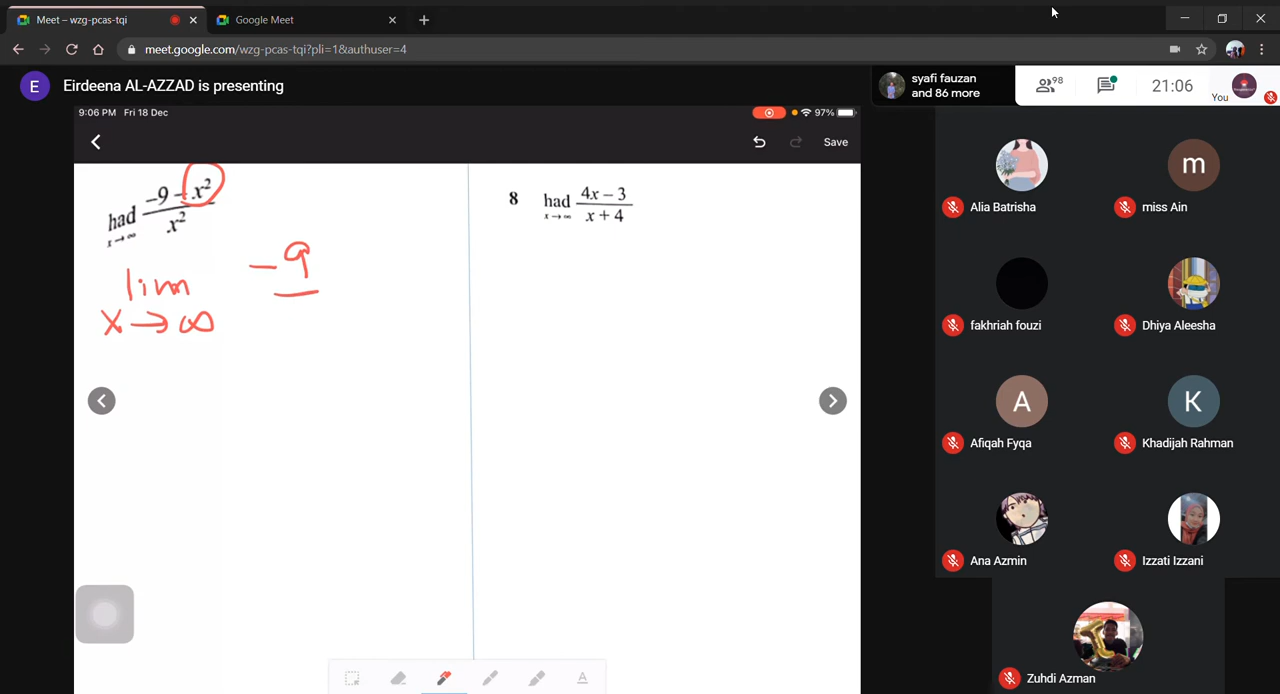 Meet – wzg-pcas-tqi
Google Meet
meet.google.com/wzg-pcas-tqi?pli=1&authuser=4
E
Eirdeena AL-AZZAD is presenting
syafi fauzan
and 86 more
98
21:06
You
9:06 PM Fri 18 Dec
97%
Save
had x→∞ -9 - x² / x²
lim x → ∞ -9
8 had x→∞ 4x – 3 / x + 4
A
Alia Batrisha
m
miss Ain
fakhriah fouzi
Dhiya Aleesha
A
Afiqah Fyqa
K
Khadijah Rahman
Ana Azmin
Izzati Izzani
Zuhdi Azman